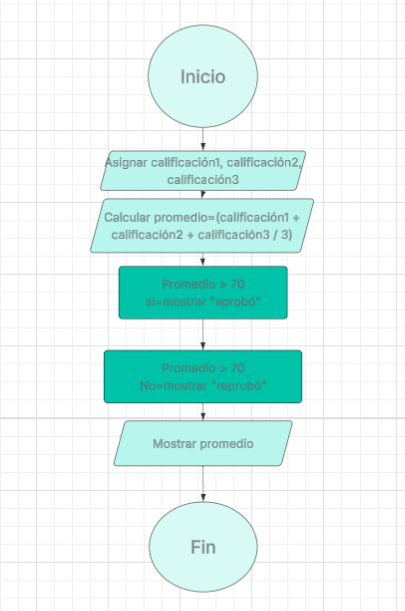 Inicio
Asignar calificación1, calificación2,
calificación3
Calcular promedio=(calificación1 +
calificación2 + calificación3 / 3)
Promedio > 70
si=mostrar "aprobó"
Promedio > 70
No=mostrar "reprobó"
Mostrar promedio
Fin